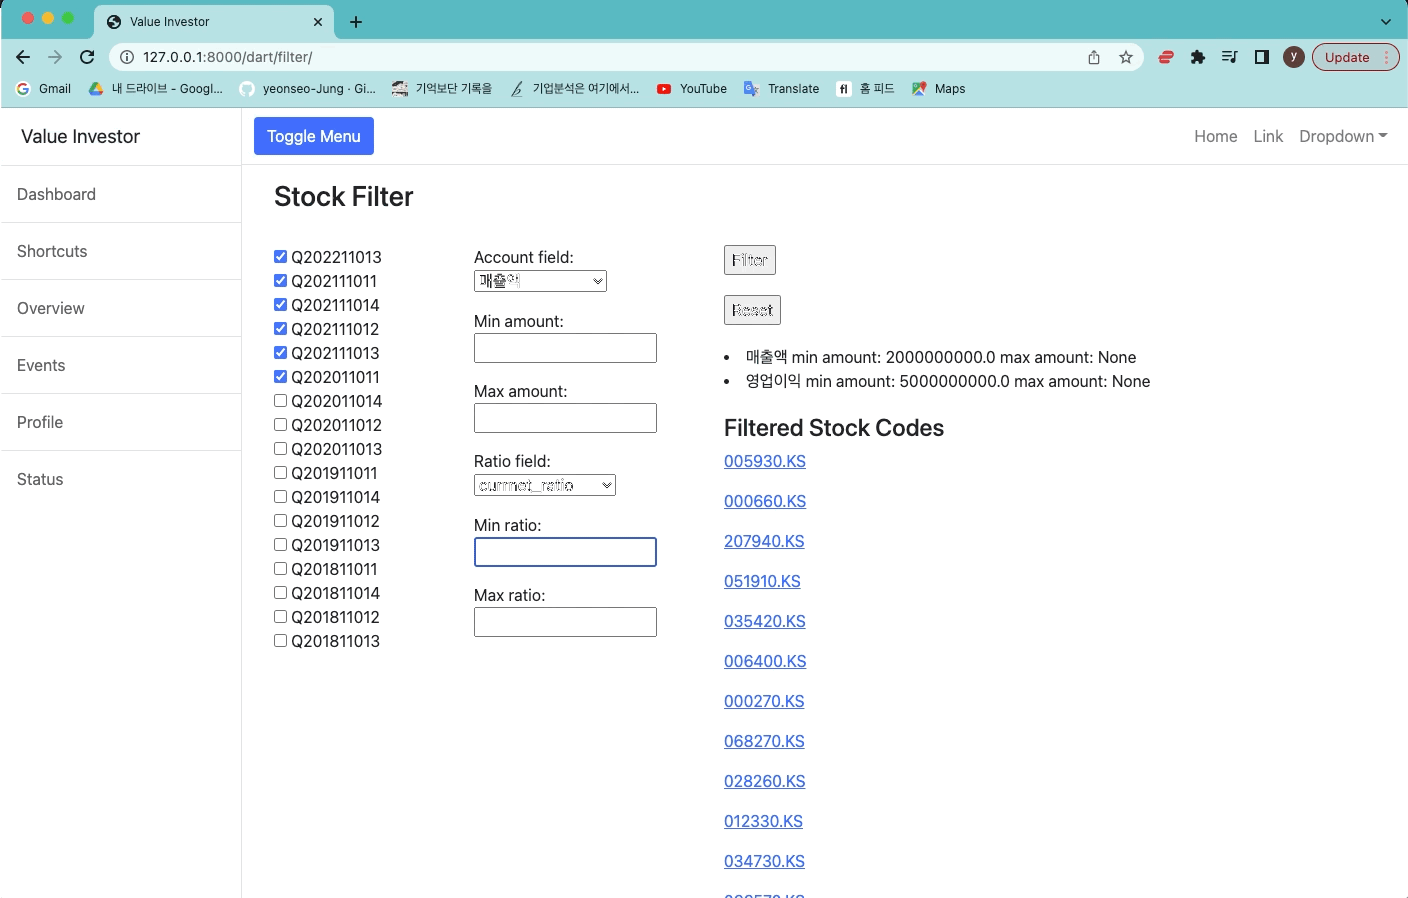 Value Investor
127.0.0.1:8000/dart/filter/
y
Update
Gmail
내 드라이브 - Googl...
yeonseo-Jung · Gi...
기억보단 기록을
기업분석은 여기에서...
YouTube
Translate
fl
홈 피드
Maps
Value Investor
Toggle Menu
Home
Link
Dropdown
Dashboard
Shortcuts
Overview
Events
Profile
Status
Stock Filter
Q202211013
Q202111011
Q202111014
Q202111012
Q202111013
Q202011011
Q202011014
Q202011012
Q202011013
Q201911011
Q201911014
Q201911012
Q201911013
Q201811011
Q201811014
Q201811012
Q201811013
Account field:
매출액
Min amount:
Max amount:
Ratio field:
currnet_ratio
Min ratio:
Max ratio:
Filter
Reset
• 매출액 min amount: 2000000000.0 max amount: None
• 영업이익 min amount: 5000000000.0 max amount: None
Filtered Stock Codes
005930.KS
000660.KS
207940.KS
051910.KS
035420.KS
006400.KS
000270.KS
068270.KS
028260.KS
012330.KS
034730.KS